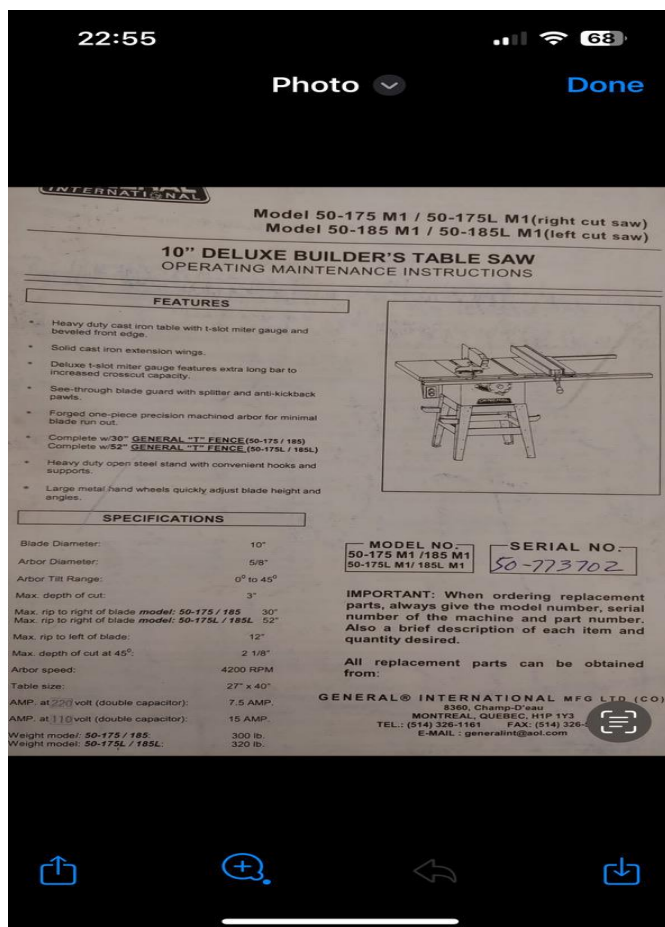 22:55
68
Photo
Done
INTERNATIONAL
Model 50-175 M1 / 50-175L M1(right cut saw)
Model 50-185 M1 / 50-185L M1(left cut saw)
10” DELUXE BUILDER'S TABLE SAW
OPERATING MAINTENANCE INSTRUCTIONS
FEATURES
* Heavy duty cast iron table with t-slot miter gauge and
beveled front edge.
* Solid cast iron extension wings.
* Deluxe t-slot miter gauge features extra long bar to
increased crosscut capacity.
* See-through blade guard with splitter and anti-kickback
pawls.
* Forged one-piece precision machined arbor for minimal
blade run out.
* Complete w/30" GENERAL "T" FENCE(50-175 / 185)
Complete w/52" GENERAL "T" FENCE (50-175L / 185L)
* Heavy duty open steel stand with convenient hooks and
supports.
* Large metal hand wheels quickly adjust blade height and
angles.
SPECIFICATIONS
Blade Diameter: 10"
Arbor Diameter: 5/8"
Arbor Tilt Range: 0° to 45°
Max. depth of cut: 3"
Max. rip to right of blade model: 50-175 / 185 30"
Max. rip to right of blade model: 50-175L / 185L 52"
Max. rip to left of blade: 12"
Max. depth of cut at 45°: 2 1/8"
Arbor speed: 4200 RPM
Table size: 27" x 40"
AMP. at 220 volt (double capacitor): 7.5 AMP.
AMP. at 110 volt (double capacitor): 15 AMP.
Weight model: 50-175 / 185: 300 lb.
Weight model: 50-175L / 185L: 320 lb.
MODEL NO.
50-175 M1 /185 M1
50-175L M1/ 185L M1
SERIAL NO.
50-773702
IMPORTANT: When ordering replacement
parts, always give the model number, serial
number of the machine and part number.
Also a brief description of each item and
quantity desired.
All replacement parts can be obtained
from:
GENERAL® INTERNATIONAL MFG LTD (CO)
8360, Champ-D'eau
MONTREAL, QUEBEC, H1P 1Y3
TEL.: (514) 326-1161 FAX: (514) 326-
E-MAIL : generalint@aol.com